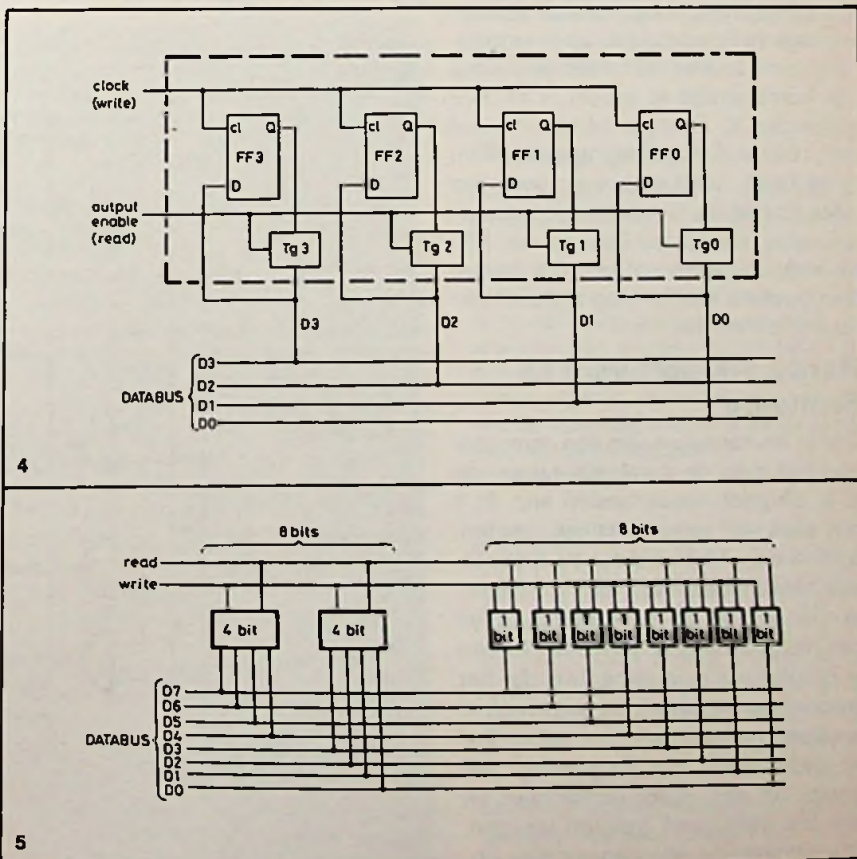 clock
(write)
cl Q
FF3
D
cl Q
FF2
D
cl Q
FF1
D
cl Q
FF0
D
output
enable
(read)
Tg 3
Tg 2
Tg 1
Tg0
D3
D2
D1
D0
DATABUS
D3
D2
D1
D0
4
8 bits
8 bits
read
write
4 bit
4 bit
1 bit
1 bit
1 bit
1 bit
1 bit
1 bit
1 bit
1 bit
DATABUS
D7
D6
D5
D4
D3
D2
D1
D0
5